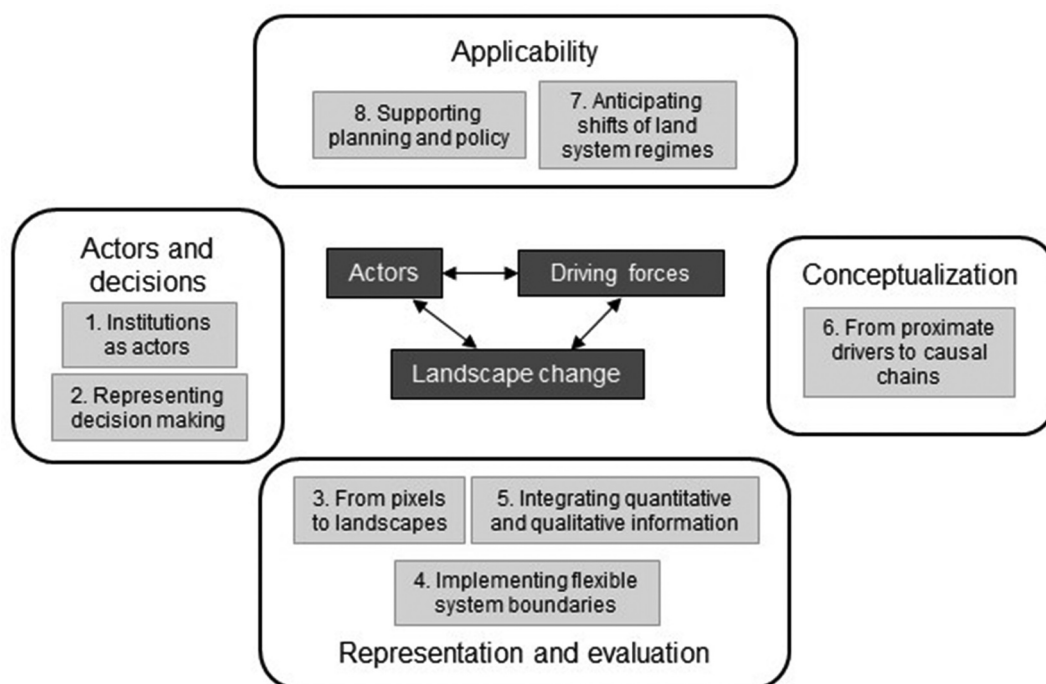 Applicability
8. Supporting
planning and policy
7. Anticipating
shifts of land
system regimes
Actors and
decisions
1. Institutions
as actors
2. Representing
decision making
Actors
Driving forces
Landscape change
Conceptualization
6. From proximate
drivers to causal
chains
3. From pixels
to landscapes
5. Integrating quantitative
and qualitative information
4. Implementing flexible
system boundaries
Representation and evaluation